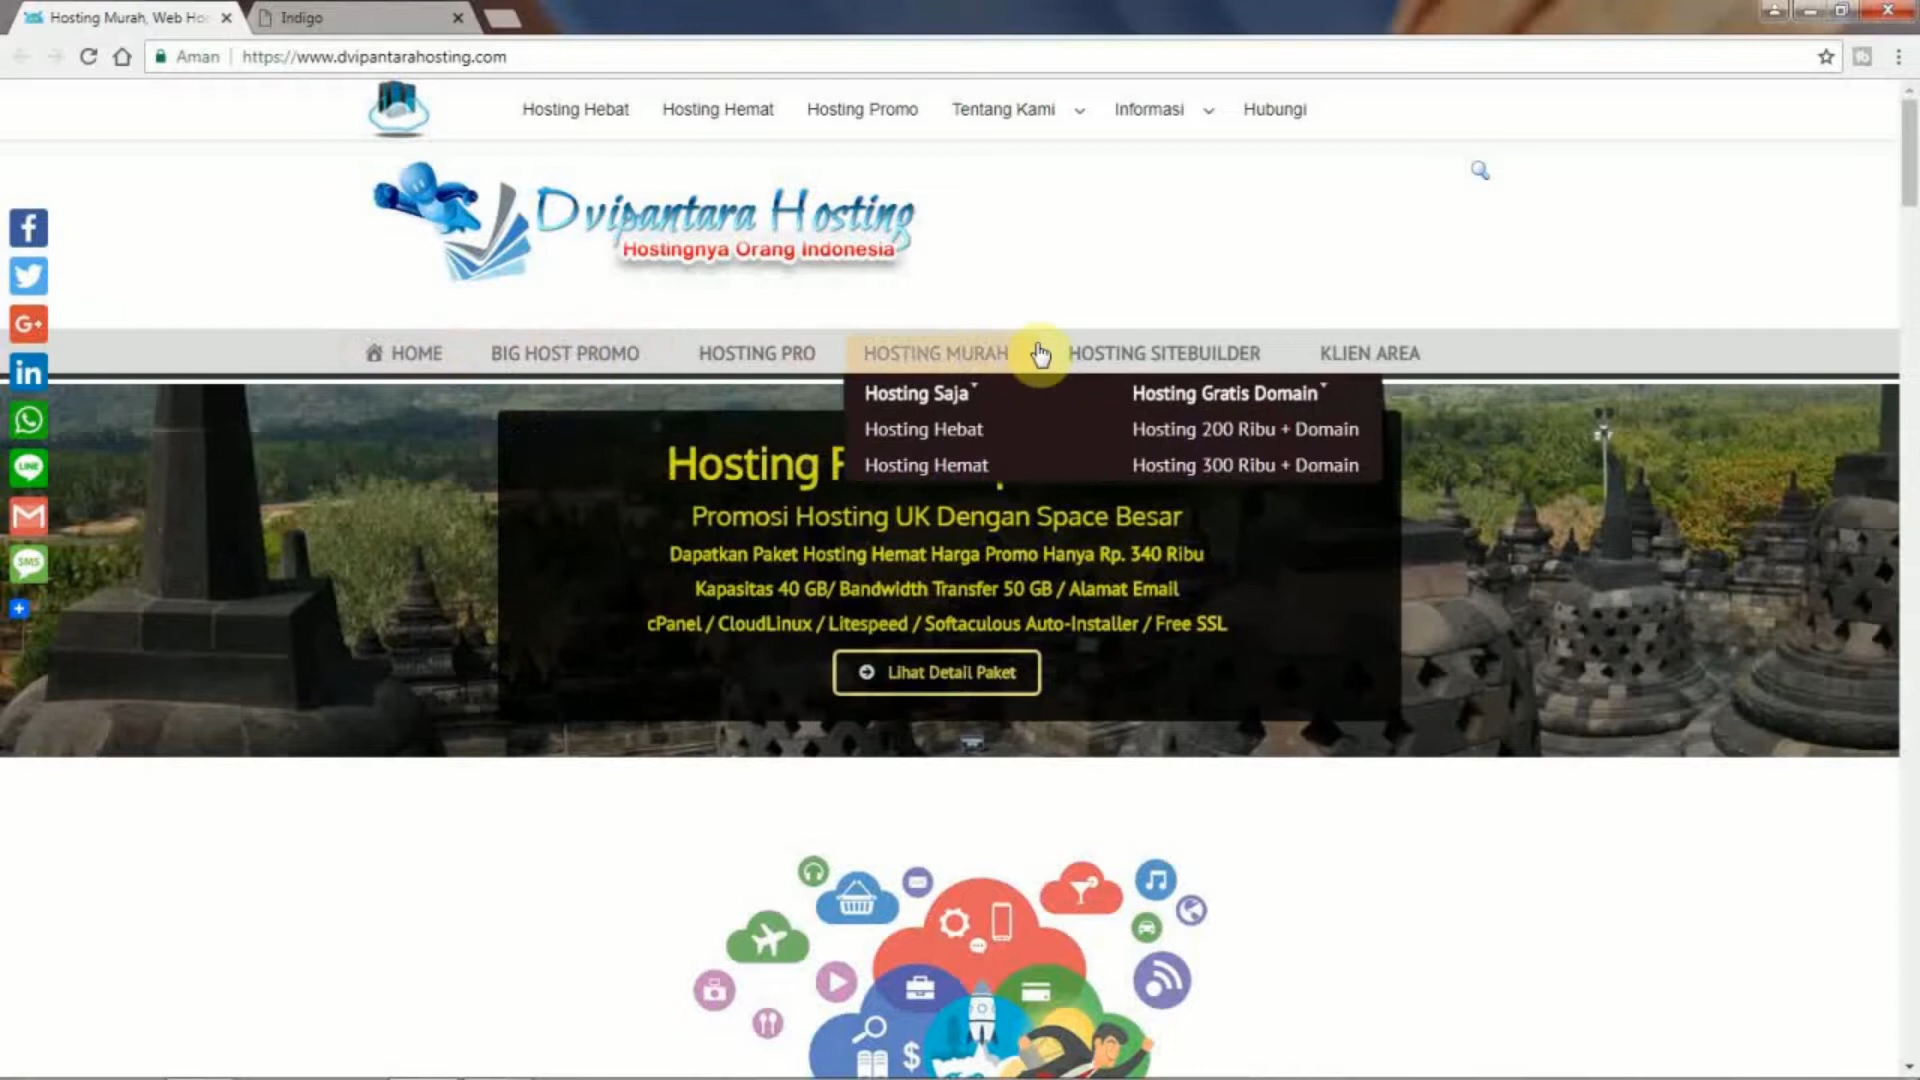 Hosting Murah, Web Ho
Indigo
Aman
https://www.dvipantarahosting.com
Hosting Hebat
Hosting Hemat
Hosting Promo
Tentang Kami
Informasi
Hubungi
Dvipantara Hosting
Hostingnya Orang Indonesia
HOME
BIG HOST PROMO
HOSTING PRO
HOSTING MURAH
HOSTING SITEBUILDER
KLIEN AREA
Hosting Saja
Hosting Gratis Domain
Hosting Hebat
Hosting 200 Ribu + Domain
Hosting Hemat
Hosting 300 Ribu + Domain
Hosting
Promosi Hosting UK Dengan Space Besar
Dapatkan Paket Hosting Hemat Harga Promo Hanya Rp. 340 Ribu
Kapasitas 40 GB/ Bandwidth Transfer 50 GB / Alamat Email
cPanel / CloudLinux / Litespeed / Softaculous Auto-Installer / Free SSL
Lihat Detail Paket
f
G+
in
LINE
SMS
$